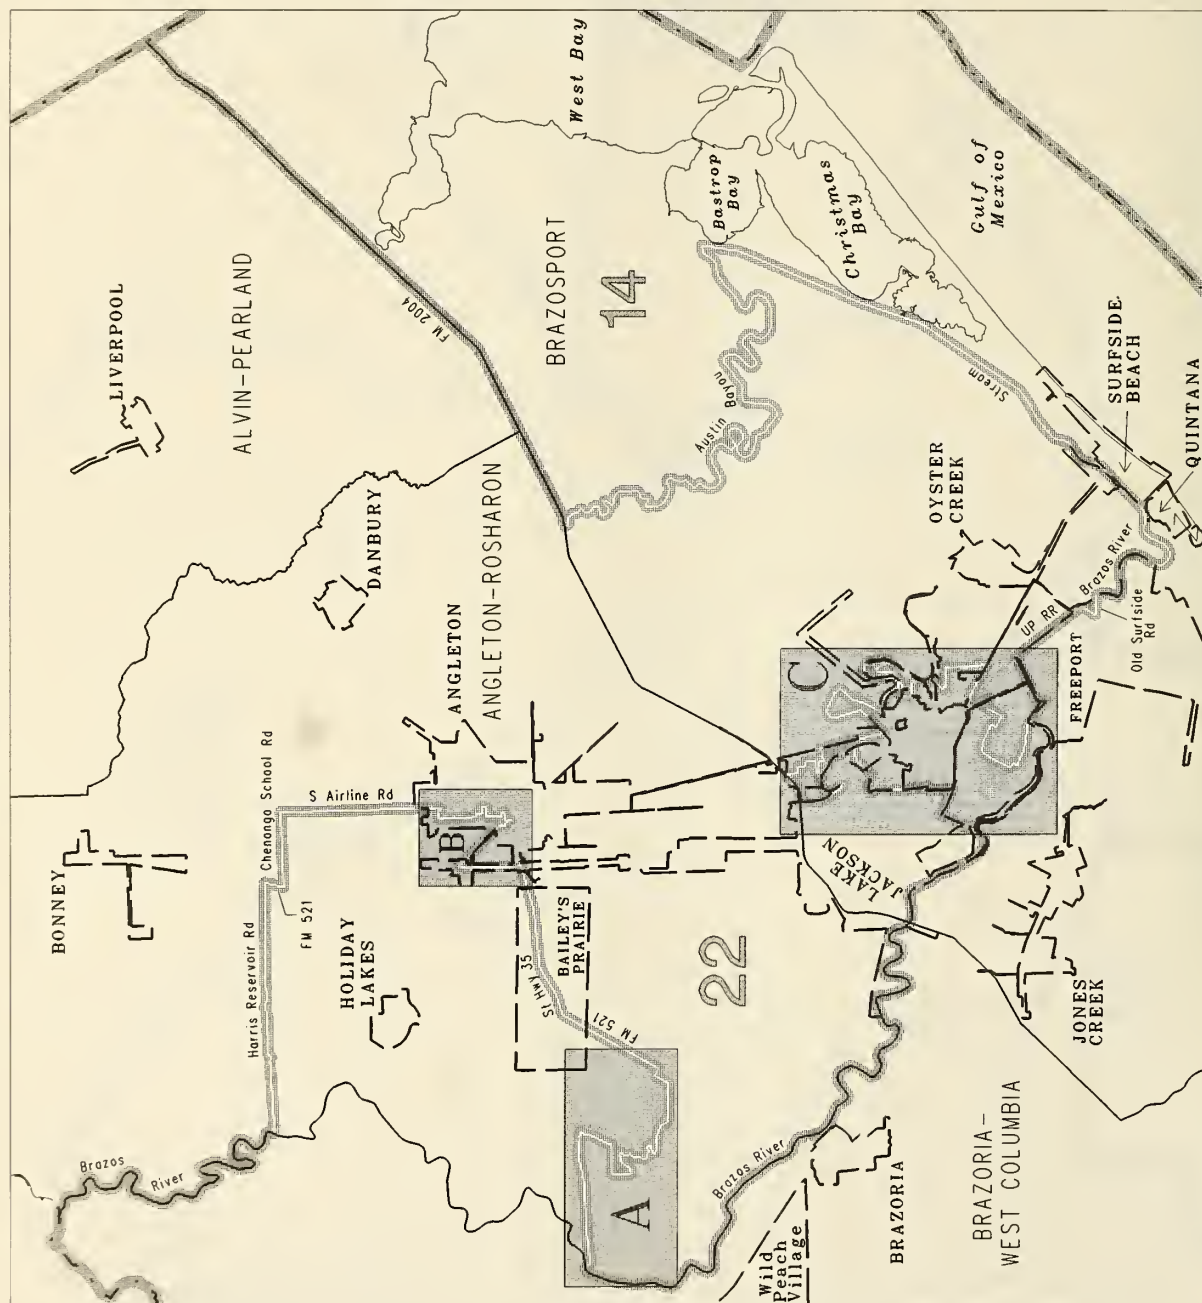 West Bay
Bastrop
Bay
Christmas
Bay
Gulf of
Mexico
LIVERPOOL
ALVIN-PEARLAND
FM 2004
BRAZOSPORT
14
Austin Bayou
Stream
SURFSIDE
BEACH
QUINTANA
DANBURY
ANGLETON-ROSHARON
ANGLETON
OYSTER
CREEK
Brazos River
UP RR
Old Surfside
Rd
FREEPORT
C
BONNEY
Chenango School Rd
S Airline Rd
Harris Reservoir Rd
FM 521
B
HOLIDAY
LAKES
St Hwy 35
BAILEY'S
PRAIRIE
FM 521
22
LAKE
JACKSON
JONES
CREEK
Brazos
River
A
Brazos River
BRAZORIA
Wild
Peach
Village
BRAZORIA-
WEST COLUMBIA